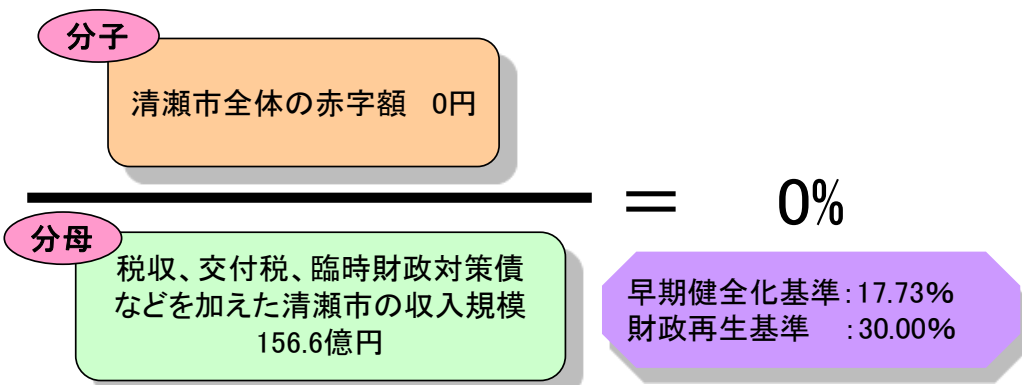 分子
清瀬市全体の赤字額　0円
＝　0%
分母
税収、交付税、臨時財政対策債
などを加えた清瀬市の収入規模
156.6億円
早期健全化基準：17.73%
財政再生基準　：30.00%